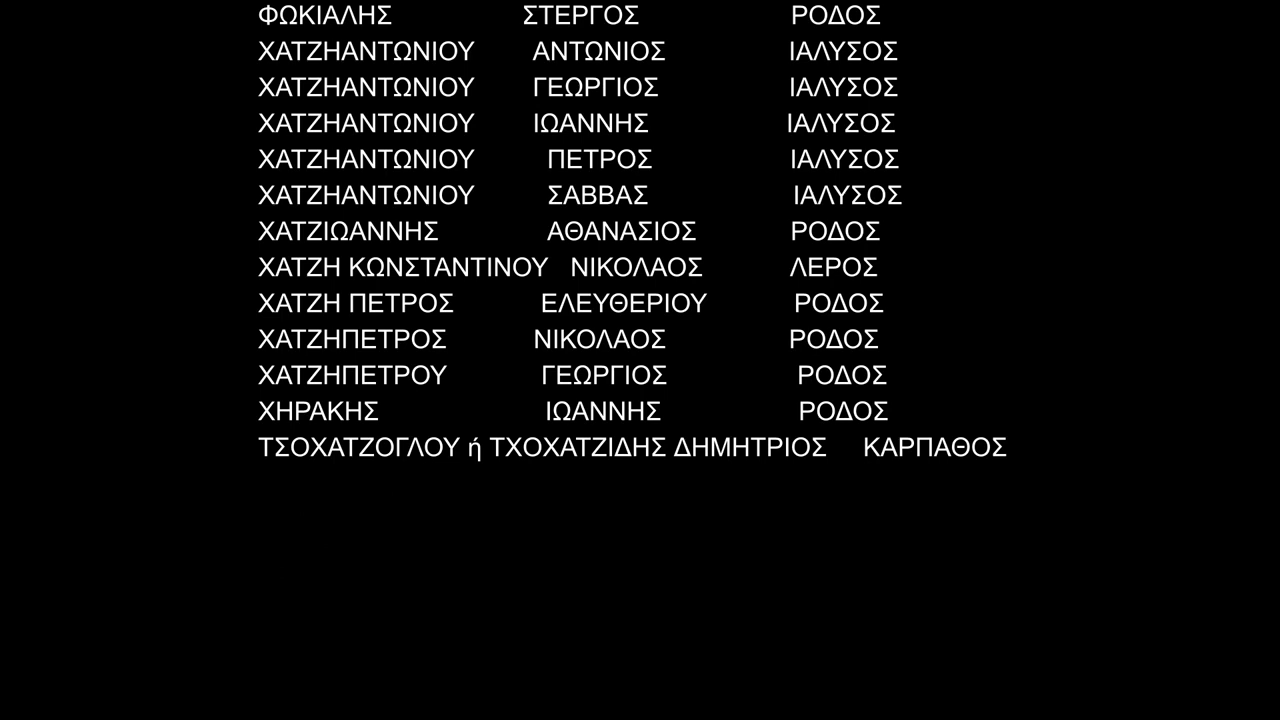 ΦΩΚΙΑΛΗΣ ΣΤΕΡΓΟΣ ΡΟΔΟΣ
ΧΑΤΖΗΑΝΤΩΝΙΟΥ ΑΝΤΩΝΙΟΣ ΙΑΛΥΣΟΣ
ΧΑΤΖΗΑΝΤΩΝΙΟΥ ΓΕΩΡΓΙΟΣ ΙΑΛΥΣΟΣ
ΧΑΤΖΗΑΝΤΩΝΙΟΥ ΙΩΑΝΝΗΣ ΙΑΛΥΣΟΣ
ΧΑΤΖΗΑΝΤΩΝΙΟΥ ΠΕΤΡΟΣ ΙΑΛΥΣΟΣ
ΧΑΤΖΗΑΝΤΩΝΙΟΥ ΣΑΒΒΑΣ ΙΑΛΥΣΟΣ
ΧΑΤΖΙΩΑΝΝΗΣ ΑΘΑΝΑΣΙΟΣ ΡΟΔΟΣ
ΧΑΤΖΗ ΚΩΝΣΤΑΝΤΙΝΟΥ ΝΙΚΟΛΑΟΣ ΛΕΡΟΣ
ΧΑΤΖΗ ΠΕΤΡΟΣ ΕΛΕΥΘΕΡΙΟΥ ΡΟΔΟΣ
ΧΑΤΖΗΠΕΤΡΟΣ ΝΙΚΟΛΑΟΣ ΡΟΔΟΣ
ΧΑΤΖΗΠΕΤΡΟΥ ΓΕΩΡΓΙΟΣ ΡΟΔΟΣ
ΧΗΡΑΚΗΣ ΙΩΑΝΝΗΣ ΡΟΔΟΣ
ΤΣΟΧΑΤΖΟΓΛΟΥ ή ΤΧΟΧΑΤΖΙΔΗΣ ΔΗΜΗΤΡΙΟΣ ΚΑΡΠΑΘΟΣ